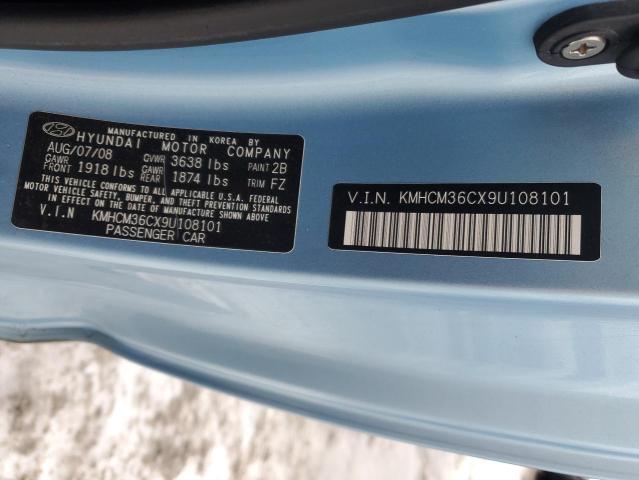 MANUFACTURED IN KOREA BY
HYUNDAI MOTOR COMPANY
AUG/07/08 GVWR 3638 lbs PAINT 2B
GAWR FRONT 1918 lbs GAWR REAR 1874 lbs TRIM FZ
THIS VEHICLE CONFORMS TO ALL APPLICABLE U.S.A. FEDERAL
MOTOR VEHICLE SAFETY, BUMPER, AND THEFT PREVENTION STANDARDS
IN EFFECT ON THE DATE OF MANUFACTURE SHOWN ABOVE.
V.I.N KMHCM36CX9U108101
PASSENGER CAR
V.I.N. KMHCM36CX9U108101